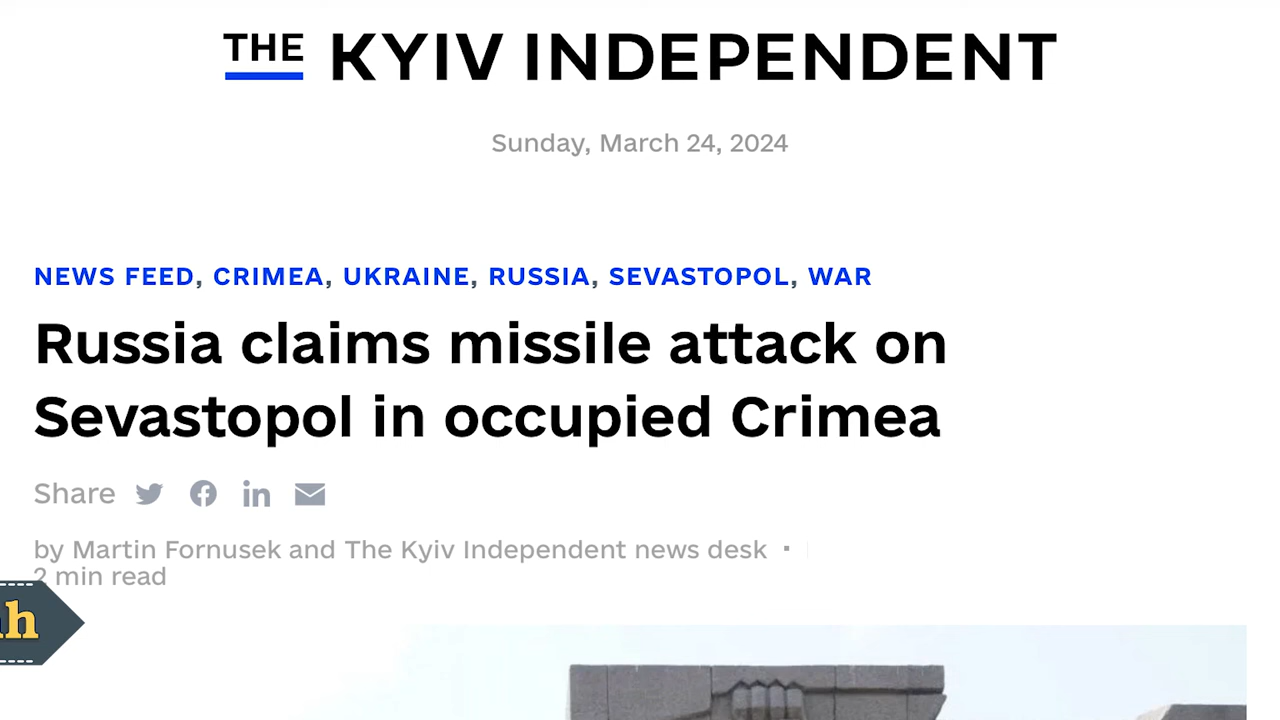 THE KYIV INDEPENDENT
Sunday, March 24, 2024
NEWS FEED, CRIMEA, UKRAINE, RUSSIA, SEVASTOPOL, WAR
Russia claims missile attack on
Sevastopol in occupied Crimea
Share
by Martin Fornusek and The Kyiv Independent news desk
2 min read